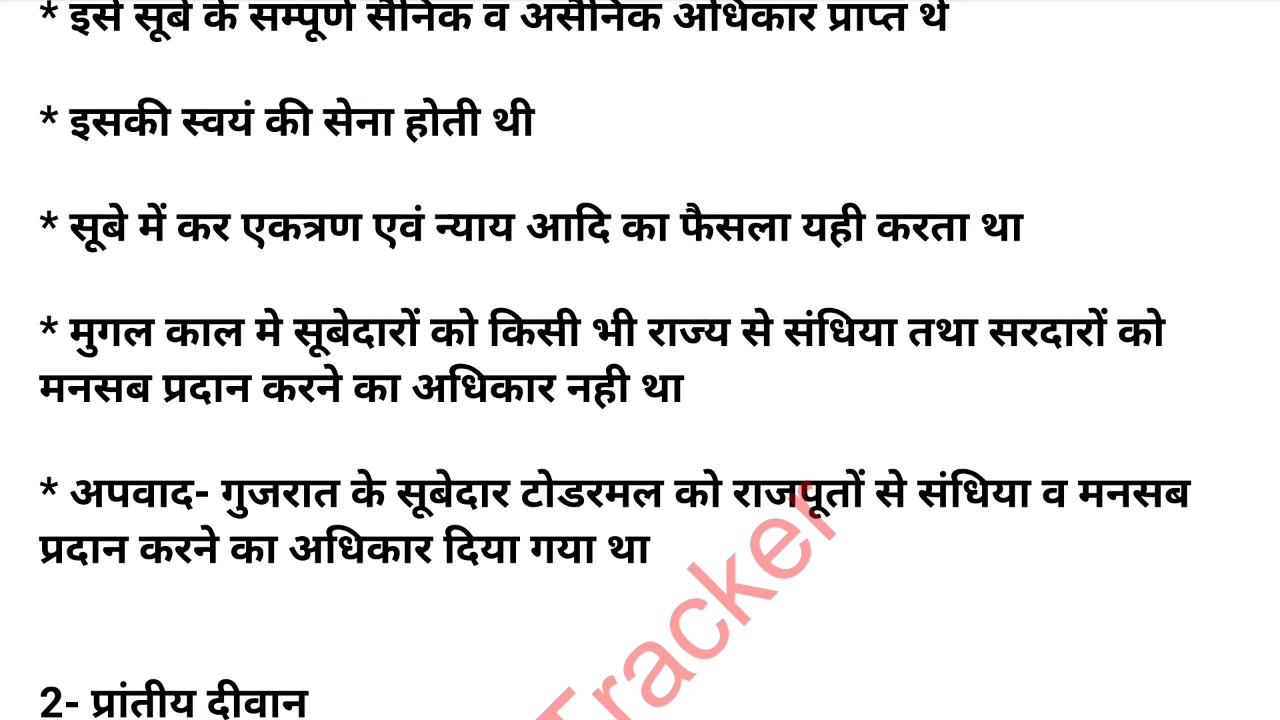 * इसे सूबे के सम्पूर्ण सैनिक व असैनिक अधिकार प्राप्त थे
* इसकी स्वयं की सेना होती थी
* सूबे में कर एकत्रण एवं न्याय आदि का फैसला यही करता था
* मुगल काल मे सूबेदारों को किसी भी राज्य से संधिया तथा सरदारों को
मनसब प्रदान करने का अधिकार नही था
* अपवाद- गुजरात के सूबेदार टोडरमल को राजपूतों से संधिया व मनसब
प्रदान करने का अधिकार दिया गया था
Tracker
2- प्रांतीय दीवान